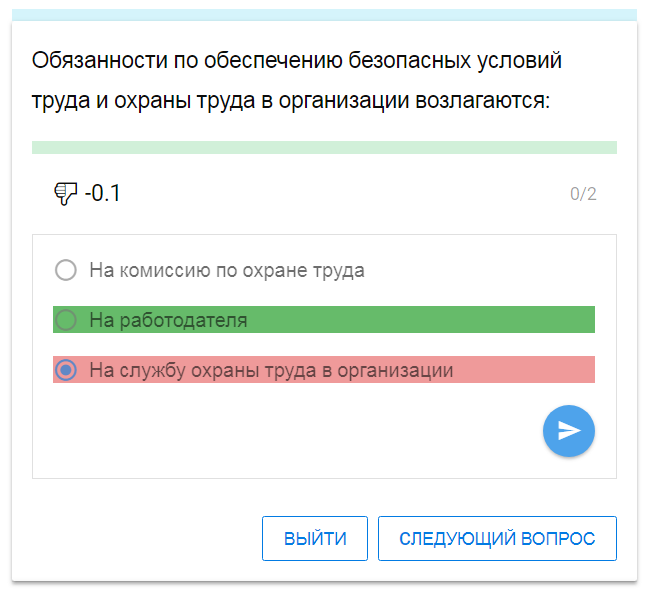 Обязанности по обеспечению безопасных условий
труда и охраны труда в организации возлагаются:
-0.1
0/2
На комиссию по охране труда
На работодателя
На службу охраны труда в организации
ВЫЙТИ
СЛЕДУЮЩИЙ ВОПРОС